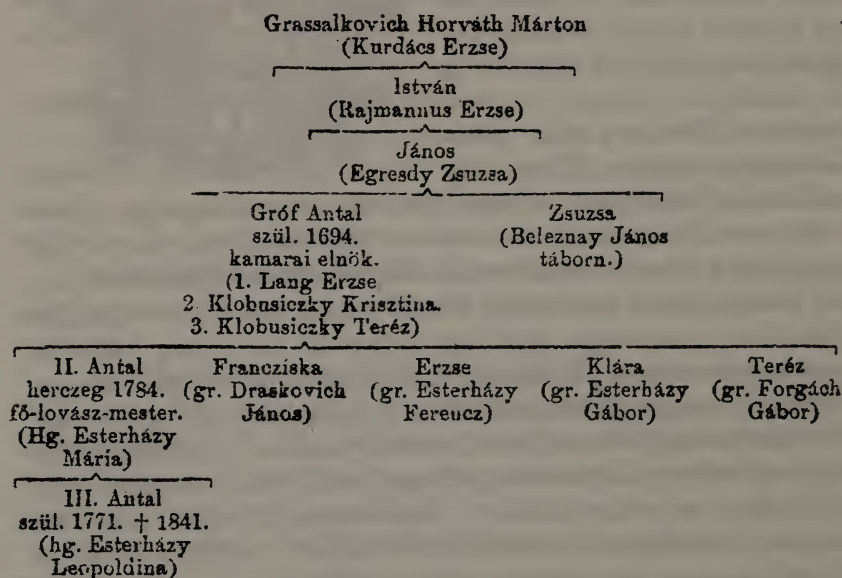 Grassalkovich Horváth Márton
(Kurdács Erzse)
István
(Rajmannus Erzse)
János
(Egresdy Zsuzsa)
Gróf Antal
szül. 1694.
kamarai elnök.
(1. Lang Erzse
2. Klobusiczky Krisztina.
3. Klobusiczky Teréz)
Zsuzsa
(Beleznay János
táborn.)
II. Antal
herczeg 1784.
fő-lovász-mester.
(Hg. Esterházy
Mária)
Francziska
(gr. Draskovich
János)
Erzse
(gr. Esterházy
Ferencz)
Klára
(gr. Esterházy
Gábor)
Teréz
(gr. Forgách
Gábor)
III. Antal
szül. 1771. † 1841.
(hg. Esterházy
Leopoldina)